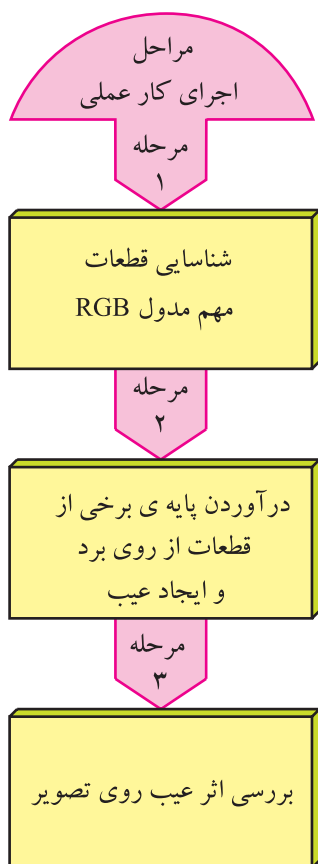 مراحل
اجرای کار عملی
مرحله
۱
شناسایی قطعات
مهم مدول RGB
مرحله
۲
درآوردن پایه ی برخی از
قطعات از روی برد
و ایجاد عیب
مرحله
۳
بررسی اثر عیب روی تصویر